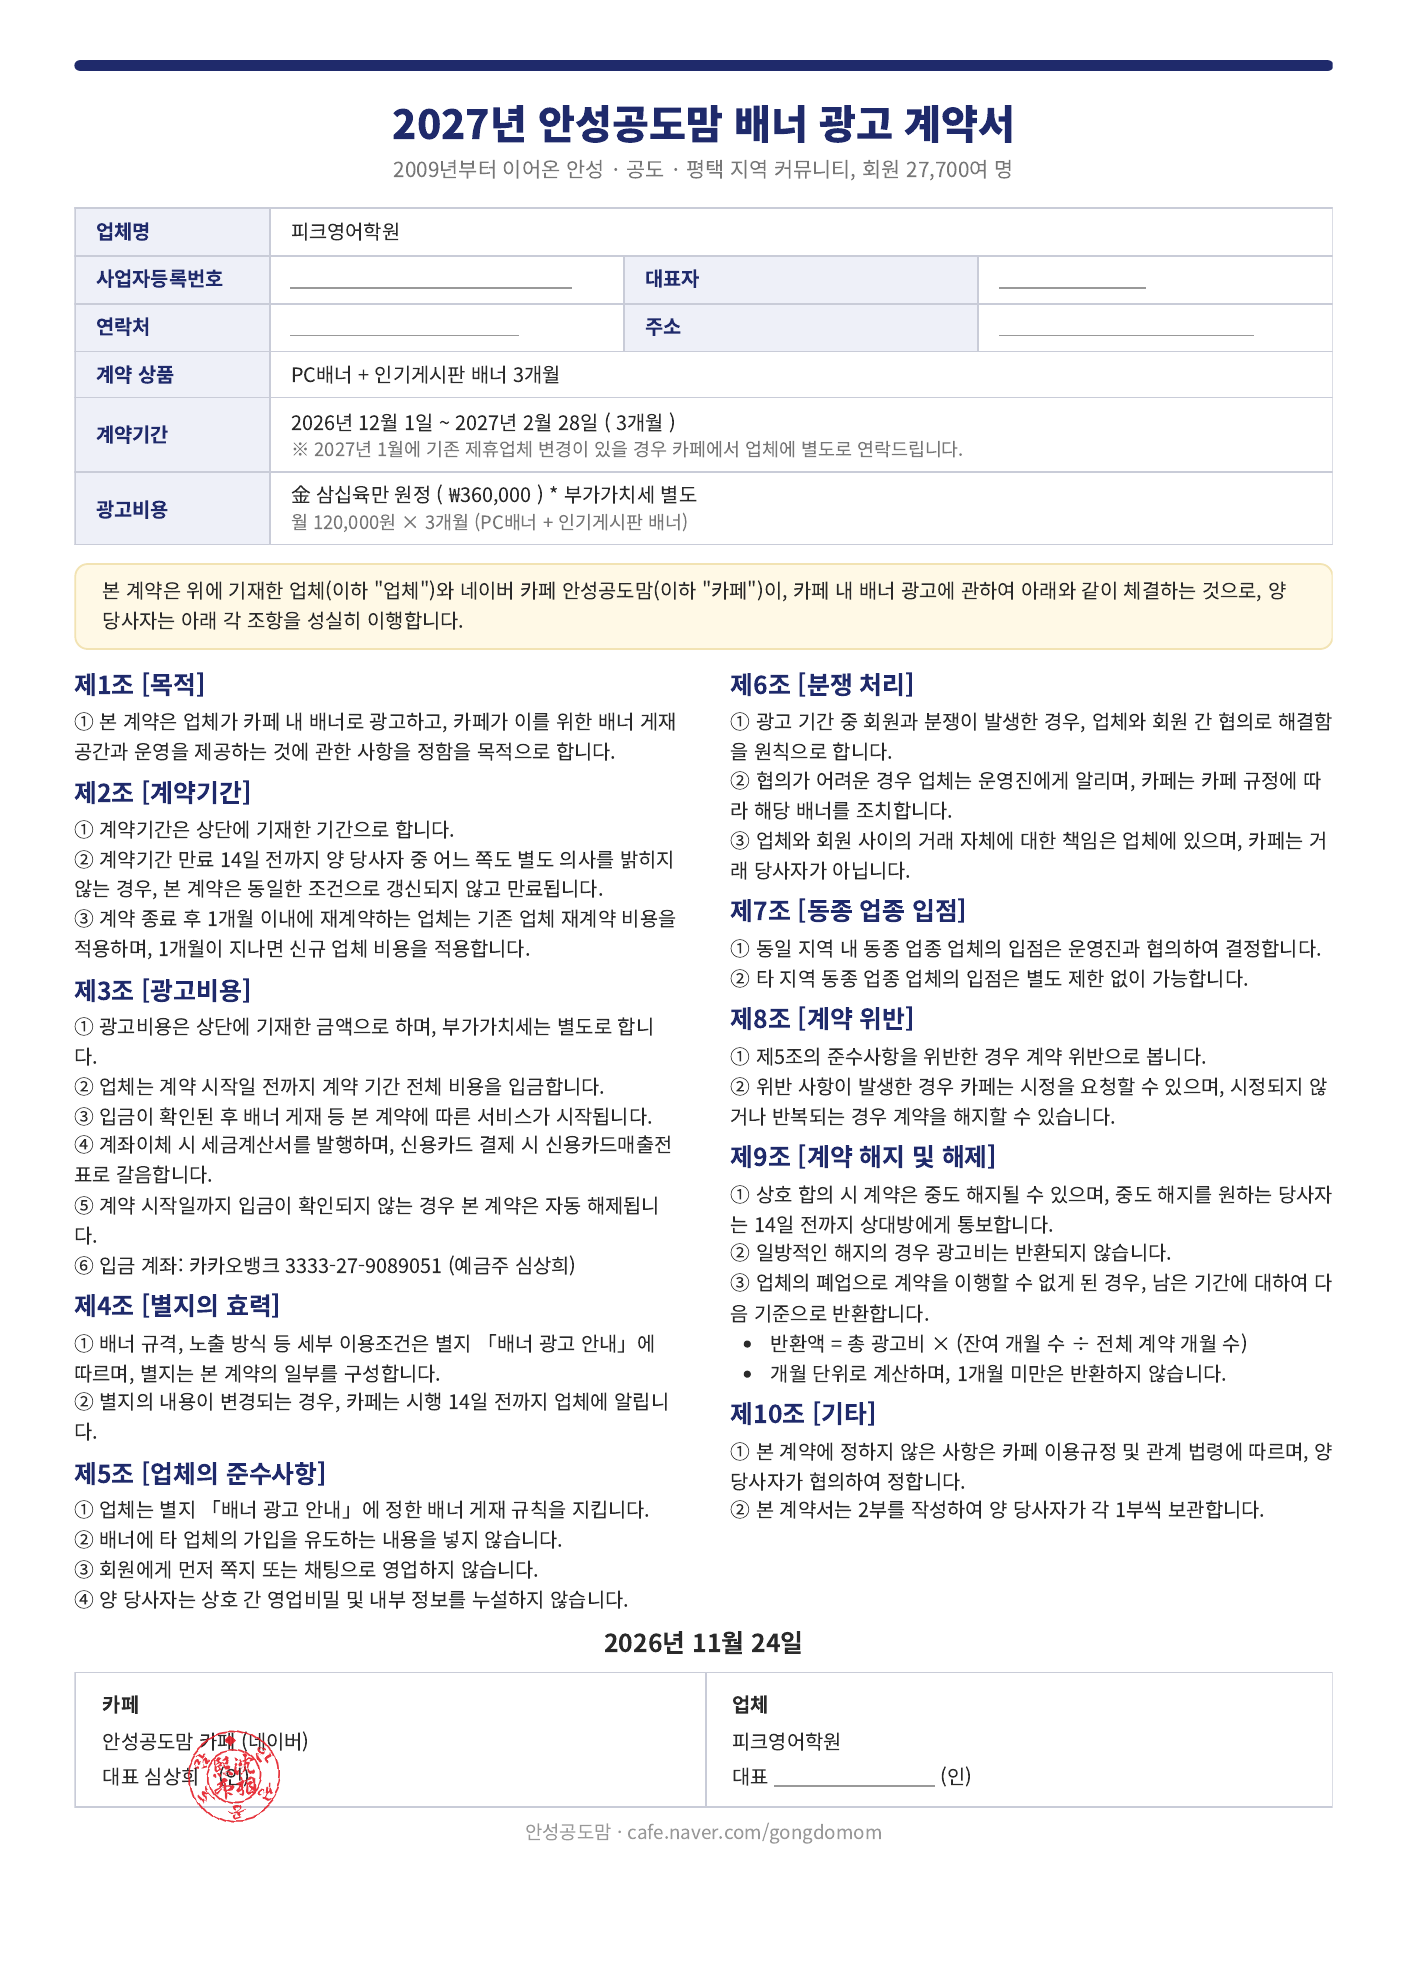 2027년 안성공도맘 배너 광고 계약서
2009년부터 이어온 안성 · 공도 · 평택 지역 커뮤니티, 회원 27,700여 명
업체명 피크영어학원
사업자등록번호 대표자
연락처 주소
계약 상품 PC배너 + 인기게시판 배너 3개월
계약기간 2026년 12월 1일 ~ 2027년 2월 28일 ( 3개월 )
※ 2027년 1월에 기존 제휴업체 변경이 있을 경우 카페에서 업체에 별도로 연락드립니다.
광고비용 金 삼십육만 원정 ( ₩360,000 ) * 부가가치세 별도
월 120,000원 × 3개월 (PC배너 + 인기게시판 배너)
본 계약은 위에 기재한 업체(이하 "업체")와 네이버 카페 안성공도맘(이하 "카페")이, 카페 내 배너 광고에 관하여 아래와 같이 체결하는 것으로, 양
당사자는 아래 각 조항을 성실히 이행합니다.
제1조 [목적]
① 본 계약은 업체가 카페 내 배너로 광고하고, 카페가 이를 위한 배너 게재
공간과 운영을 제공하는 것에 관한 사항을 정함을 목적으로 합니다.
제2조 [계약기간]
① 계약기간은 상단에 기재한 기간으로 합니다.
② 계약기간 만료 14일 전까지 양 당사자 중 어느 쪽도 별도 의사를 밝히지
않는 경우, 본 계약은 동일한 조건으로 갱신되지 않고 만료됩니다.
③ 계약 종료 후 1개월 이내에 재계약하는 업체는 기존 업체 재계약 비용을
적용하며, 1개월이 지나면 신규 업체 비용을 적용합니다.
제3조 [광고비용]
① 광고비용은 상단에 기재한 금액으로 하며, 부가가치세는 별도로 합니
다.
② 업체는 계약 시작일 전까지 계약 기간 전체 비용을 입금합니다.
③ 입금이 확인된 후 배너 게재 등 본 계약에 따른 서비스가 시작됩니다.
④ 계좌이체 시 세금계산서를 발행하며, 신용카드 결제 시 신용카드매출전
표로 갈음합니다.
⑤ 계약 시작일까지 입금이 확인되지 않는 경우 본 계약은 자동 해제됩니
다.
⑥ 입금 계좌: 카카오뱅크 3333-27-9089051 (예금주 심상희)
제4조 [별지의 효력]
① 배너 규격, 노출 방식 등 세부 이용조건은 별지 「배너 광고 안내」에
따르며, 별지는 본 계약의 일부를 구성합니다.
② 별지의 내용이 변경되는 경우, 카페는 시행 14일 전까지 업체에 알립니
다.
제5조 [업체의 준수사항]
① 업체는 별지 「배너 광고 안내」에 정한 배너 게재 규칙을 지킵니다.
② 배너에 타 업체의 가입을 유도하는 내용을 넣지 않습니다.
③ 회원에게 먼저 쪽지 또는 채팅으로 영업하지 않습니다.
④ 양 당사자는 상호 간 영업비밀 및 내부 정보를 누설하지 않습니다.
제6조 [분쟁 처리]
① 광고 기간 중 회원과 분쟁이 발생한 경우, 업체와 회원 간 협의로 해결함
을 원칙으로 합니다.
② 협의가 어려운 경우 업체는 운영진에게 알리며, 카페는 카페 규정에 따
라 해당 배너를 조치합니다.
③ 업체와 회원 사이의 거래 자체에 대한 책임은 업체에 있으며, 카페는 거
래 당사자가 아닙니다.
제7조 [동종 업종 입점]
① 동일 지역 내 동종 업종 업체의 입점은 운영진과 협의하여 결정합니다.
② 타 지역 동종 업종 업체의 입점은 별도 제한 없이 가능합니다.
제8조 [계약 위반]
① 제5조의 준수사항을 위반한 경우 계약 위반으로 봅니다.
② 위반 사항이 발생한 경우 카페는 시정을 요청할 수 있으며, 시정되지 않
거나 반복되는 경우 계약을 해지할 수 있습니다.
제9조 [계약 해지 및 해제]
① 상호 합의 시 계약은 중도 해지될 수 있으며, 중도 해지를 원하는 당사자
는 14일 전까지 상대방에게 통보합니다.
② 일방적인 해지의 경우 광고비는 반환되지 않습니다.
③ 업체의 폐업으로 계약을 이행할 수 없게 된 경우, 남은 기간에 대하여 다
음 기준으로 반환합니다.
• 반환액 = 총 광고비 × (잔여 개월 수 ÷ 전체 계약 개월 수)
• 개월 단위로 계산하며, 1개월 미만은 반환하지 않습니다.
제10조 [기타]
① 본 계약에 정하지 않은 사항은 카페 이용규정 및 관계 법령에 따르며, 양
당사자가 협의하여 정합니다.
② 본 계약서는 2부를 작성하여 양 당사자가 각 1부씩 보관합니다.
2026년 11월 24일
카페
안성공도맘 카페 (네이버)
대표 심상희 (인)
업체
피크영어학원
대표 (인)
안성공도맘 · cafe.naver.com/gongdomom